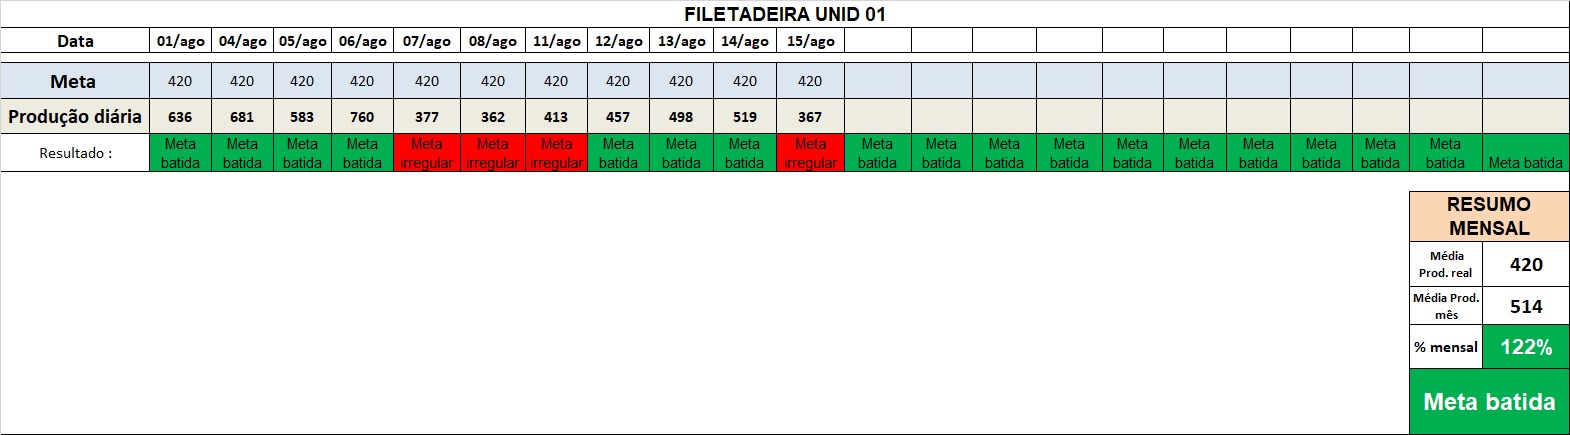 FILETADEIRA UNID 01
Data 01/ago 04/ago 05/ago 06/ago 07/ago 08/ago 11/ago 12/ago 13/ago 14/ago 15/ago
Meta 420 420 420 420 420 420 420 420 420 420 420
Produção diária 636 681 583 760 377 362 413 457 498 519 367
Resultado : Meta batida Meta batida Meta batida Meta batida Meta irregular Meta irregular Meta irregular Meta batida Meta batida Meta batida Meta irregular Meta batida Meta batida Meta batida Meta batida Meta batida Meta batida Meta batida Meta batida Meta batida Meta batida
RESUMO
MENSAL
Média
Prod. real 420
Média Prod.
mês 514
% mensal 122%
Meta batida